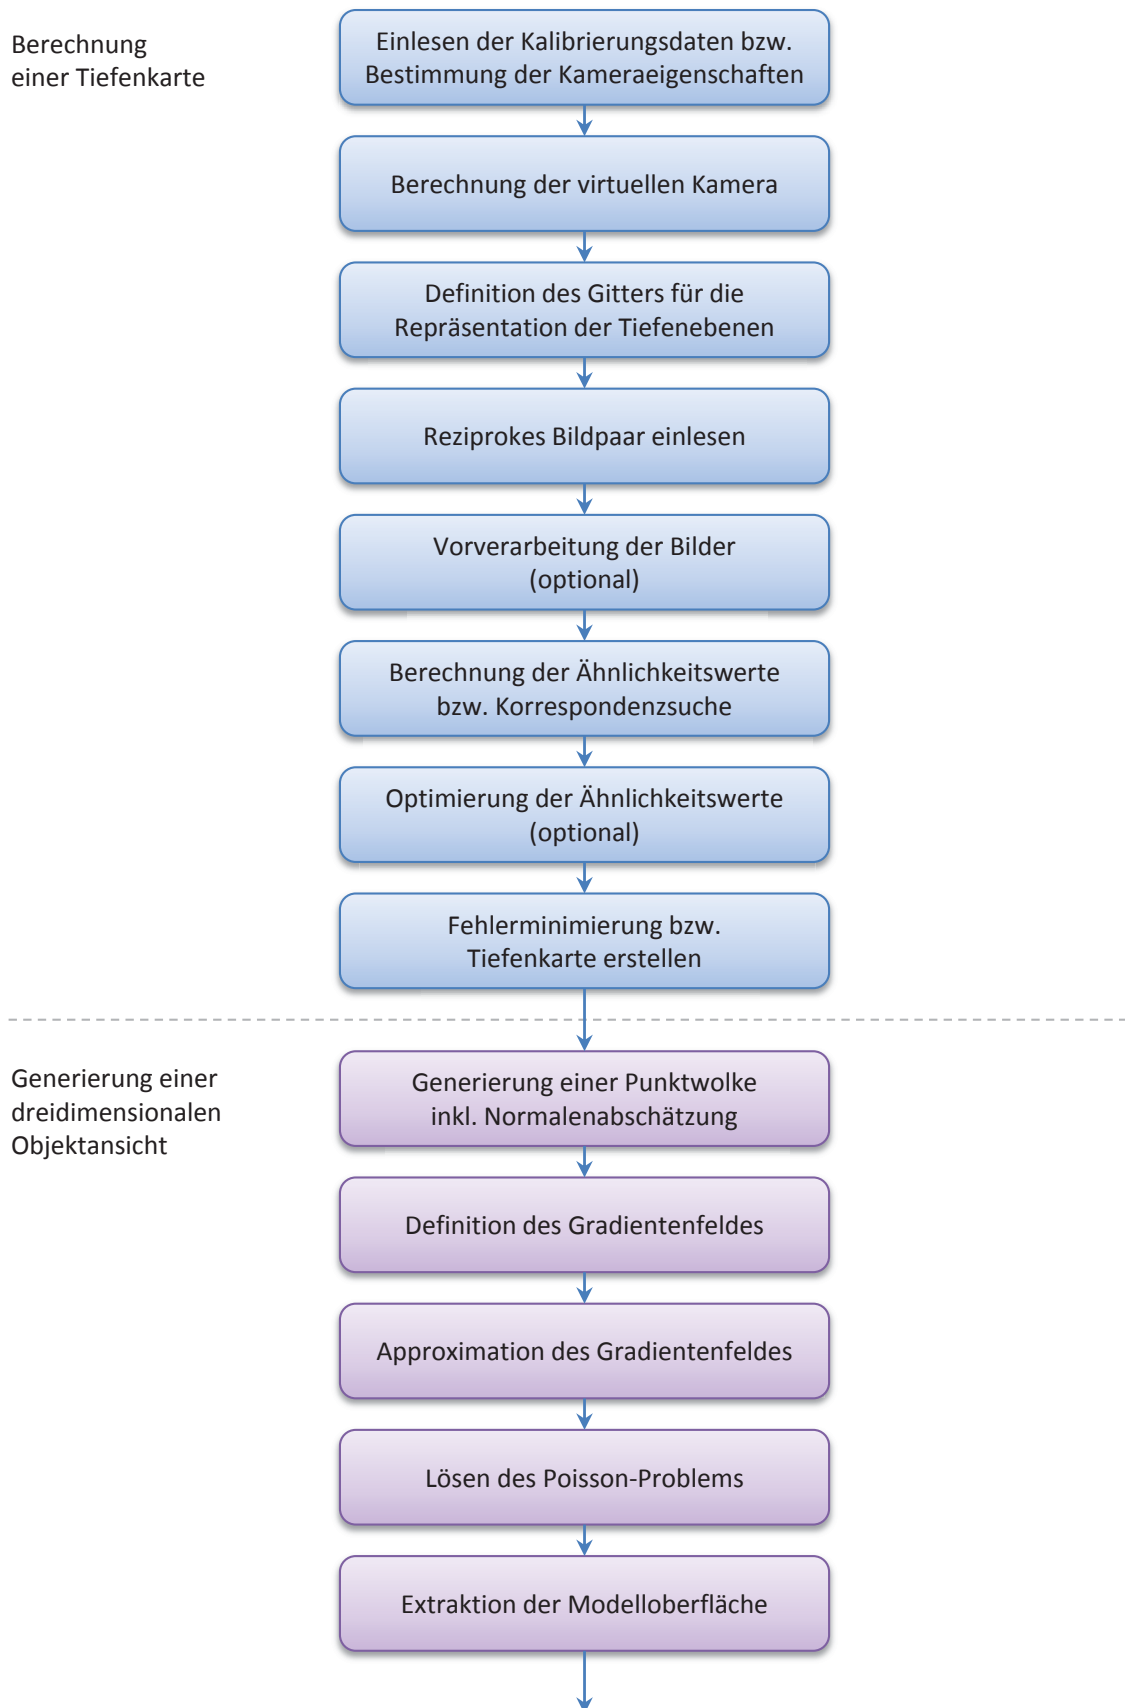 Berechnung
einer Tiefenkarte
Einlesen der Kalibrierungsdaten bzw.
Bestimmung der Kameraeigenschaften
Berechnung der virtuellen Kamera
Definition des Gitters für die
Repräsentation der Tiefenebenen
Reziprokes Bildpaar einlesen
Vorverarbeitung der Bilder
(optional)
Berechnung der Ähnlichkeitswerte
bzw. Korrespondenzsuche
Optimierung der Ähnlichkeitswerte
(optional)
Fehlerminimierung bzw.
Tiefenkarte erstellen
Generierung einer
dreidimensionalen
Objektansicht
Generierung einer Punktwolke
inkl. Normalenabschätzung
Definition des Gradientenfeldes
Approximation des Gradientenfeldes
Lösen des Poisson-Problems
Extraktion der Modelloberfläche